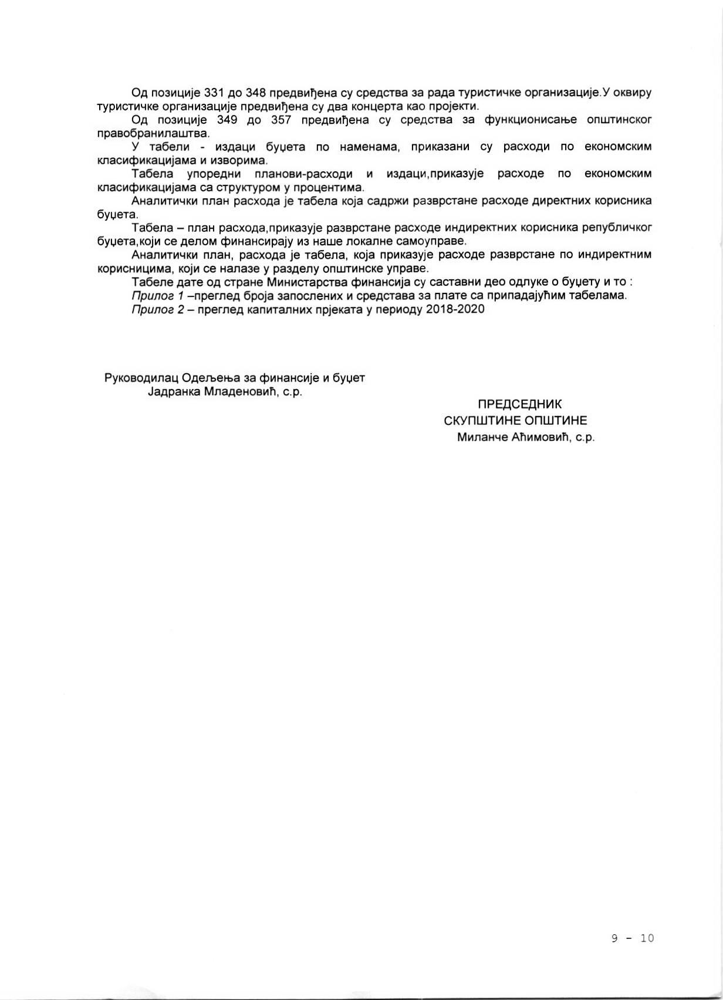 Од позиције 331 до 348 предвиђена су средства за рада туристичке организације.У оквиру
туристичке организације предвиђена су два концерта као пројекти.
Од позиције 349 до 357 предвиђена су средства за функционисање општинског
правобранилаштва.
У табели - издаци буџета по наменама, приказани су расходи по економским
класификацијама и изворима.
Табела упоредни планови-расходи и издаци,приказује расходе по економским
класификацијама са структуром у процентима.
Аналитички план расхода је табела која садржи разврстане расходе директних корисника
буџета.
Табела – план расхода,приказује разврстане расходе индиректних корисника републичког
буџета,који се делом финансирају из наше локалне самоуправе.
Аналитички план, расхода је табела, која приказује расходе разврстане по индиректним
корисницима, који се налазе у разделу општинске управе.
Табеле дате од стране Министарства финансија су саставни део одлуке о буџету и то :
Прилог 1 –преглед броја запослених и средстава за плате са припадајућим табелама.
Прилог 2 – преглед капиталних прјеката у периоду 2018-2020
Руководилац Одељења за финансије и буџет
Јадранка Младеновић, с.р.
ПРЕДСЕДНИК
СКУПШТИНЕ ОПШТИНЕ
Миланче Аћимовић, с.р.
9 - 10